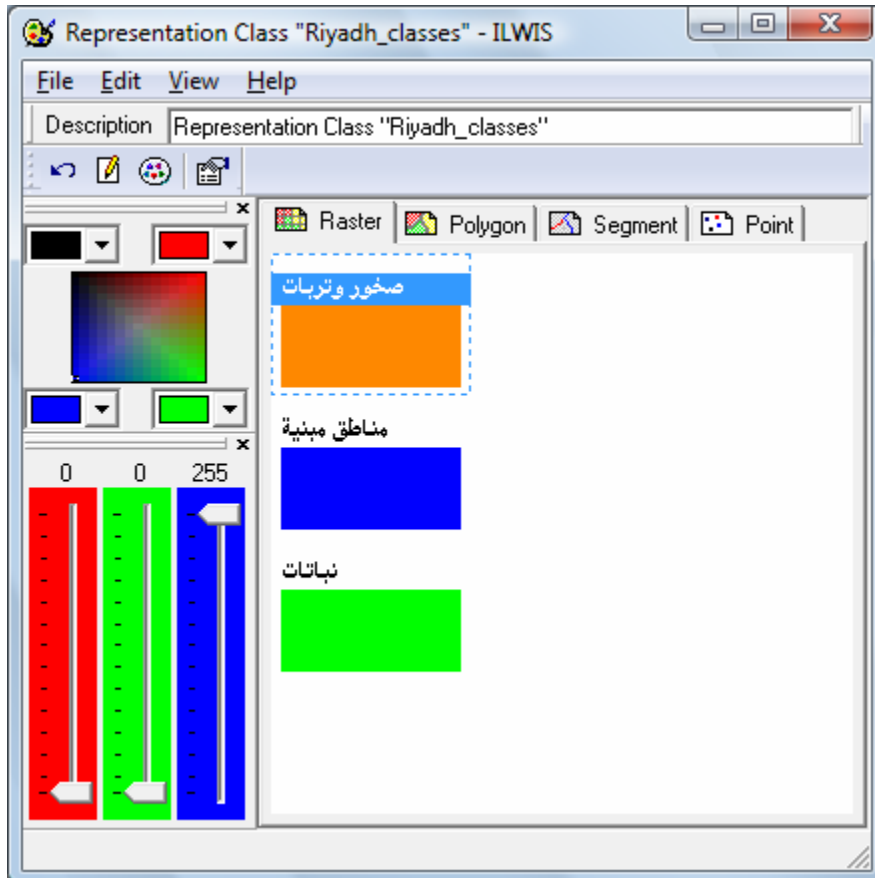 Representation Class "Riyadh_classes" - ILWIS
File Edit View Help
Description Representation Class "Riyadh_classes"
Raster Polygon Segment Point
صخور وتربات
مناطق مبنية
نباتات
0 0 255